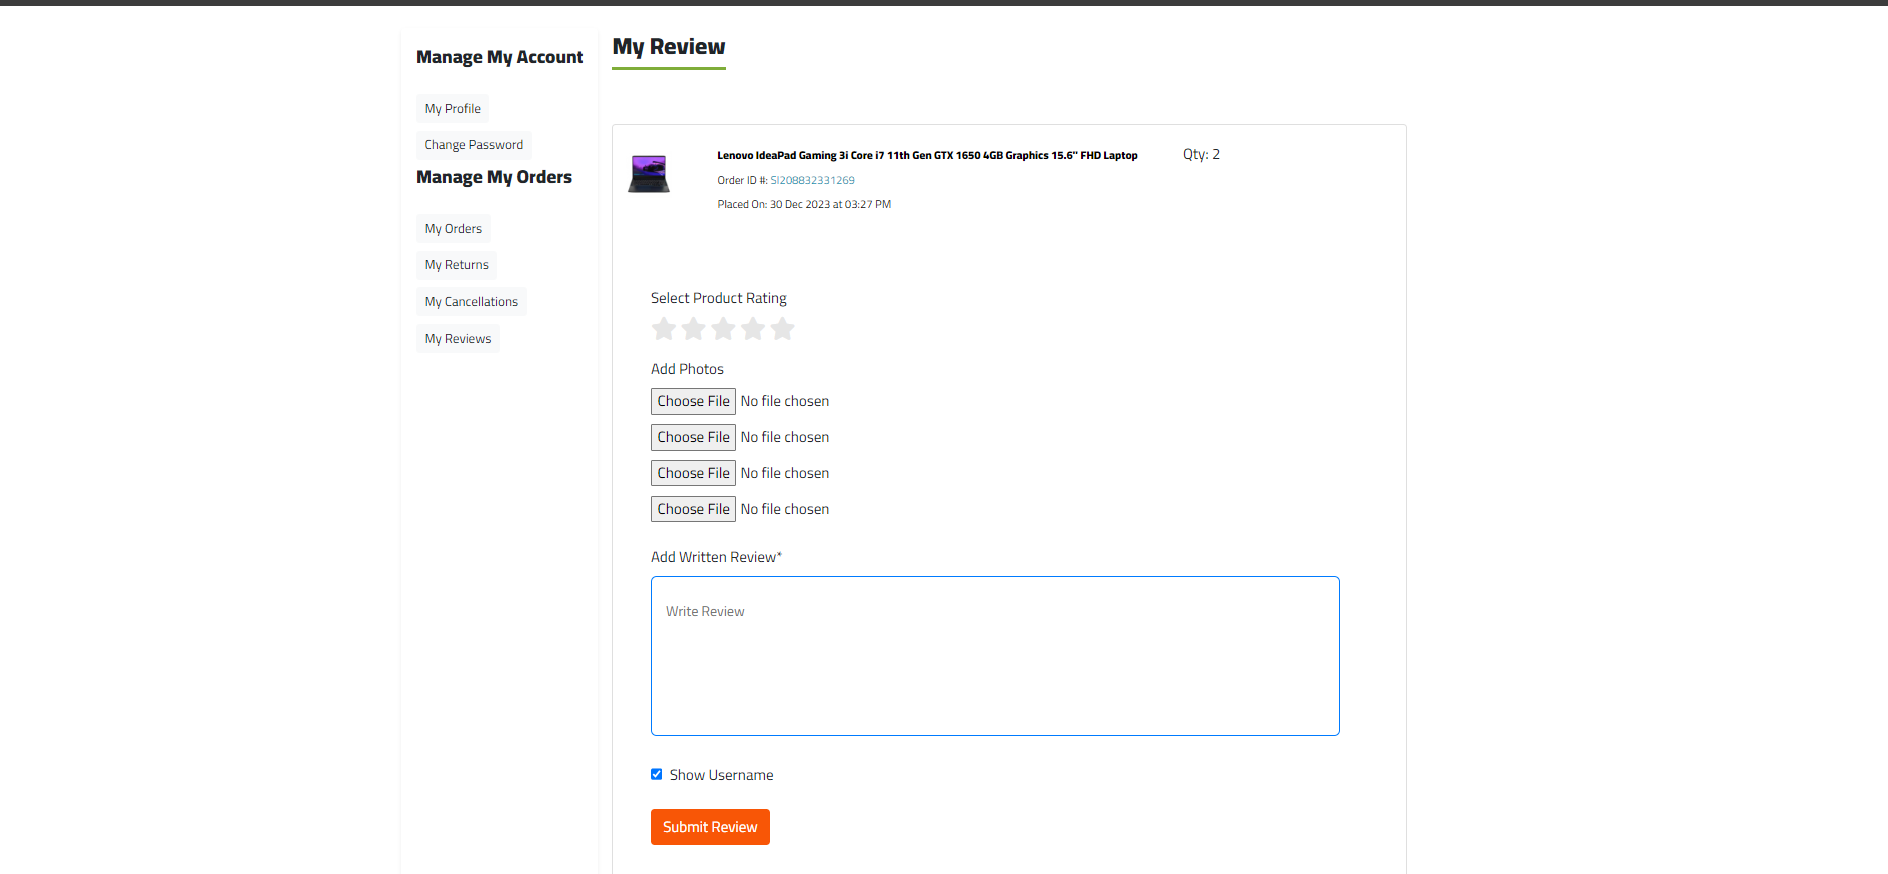 Manage My Account
My Profile
Change Password
Manage My Orders
My Orders
My Returns
My Cancellations
My Reviews
My Review
Lenovo IdeaPad Gaming 3i Core i7 11th Gen GTX 1650 4GB Graphics 15.6" FHD Laptop
Qty: 2
Order ID #: SI208832331269
Placed On: 30 Dec 2023 at 03:27 PM
Select Product Rating
Add Photos
Choose File No file chosen
Choose File No file chosen
Choose File No file chosen
Choose File No file chosen
Add Written Review*
Write Review
Show Username
Submit Review